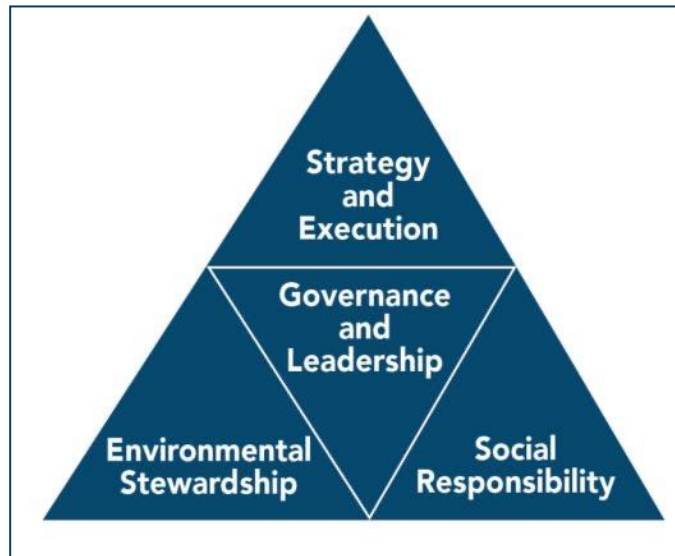 Strategy
and
Execution
Governance
and
Leadership
Environmental
Stewardship
Social
Responsibility